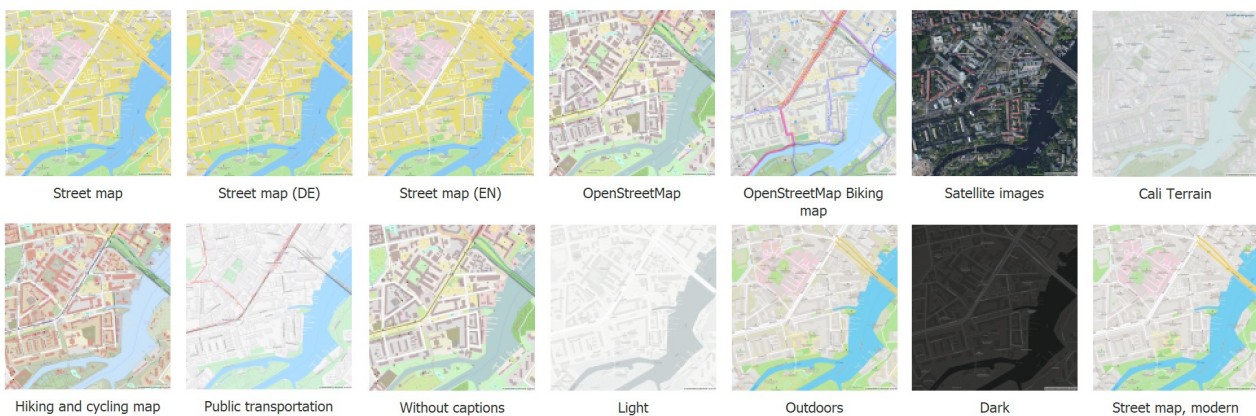 Street map
Street map (DE)
Street map (EN)
OpenStreetMap
OpenStreetMap Biking
map
Satellite images
Cali Terrain
Hiking and cycling map
Public transportation
Without captions
Light
Outdoors
Dark
Street map, modern